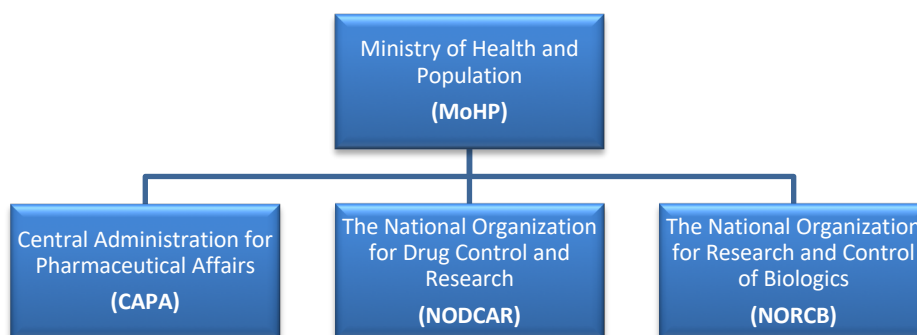 Ministry of Health and
Population
(MoHP)
Central Administration for
Pharmaceutical Affairs
(CAPA)
The National Organization
for Drug Control and
Research
(NODCAR)
The National Organization
for Research and Control
of Biologics
(NORCB)